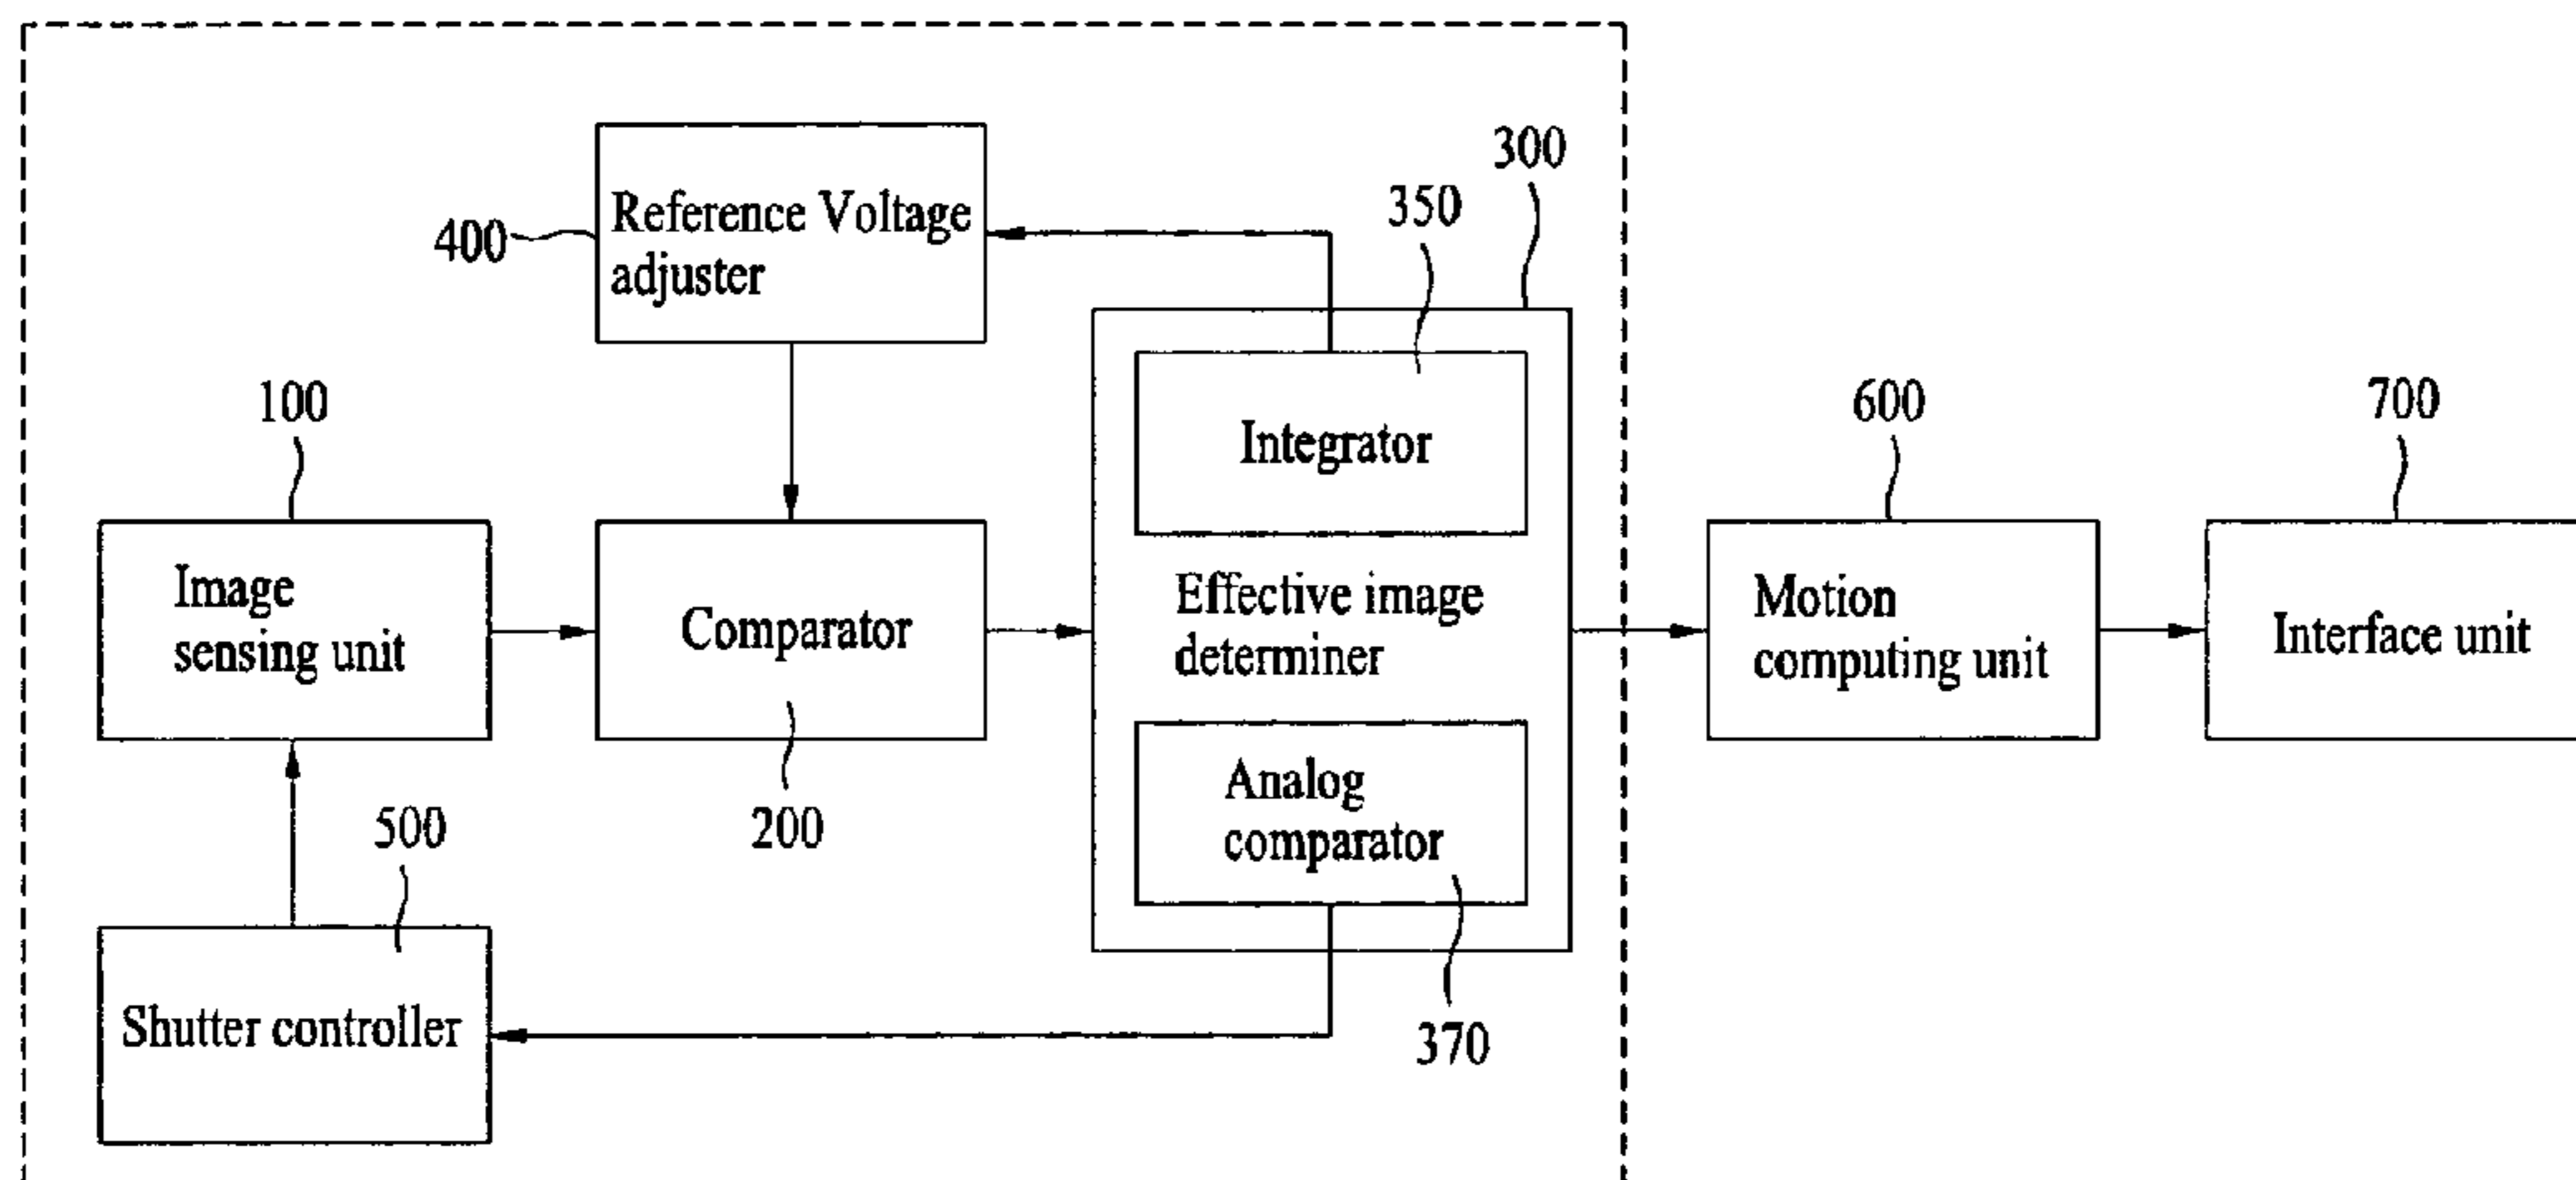 300
350
Reference Voltage
adjuster
400
100
Integrator
600
700
Image
sensing unit
Comparator
Effective image
determiner
Motion
computing unit
Interface unit
Analog
comparator
500
200
Shutter controller
370